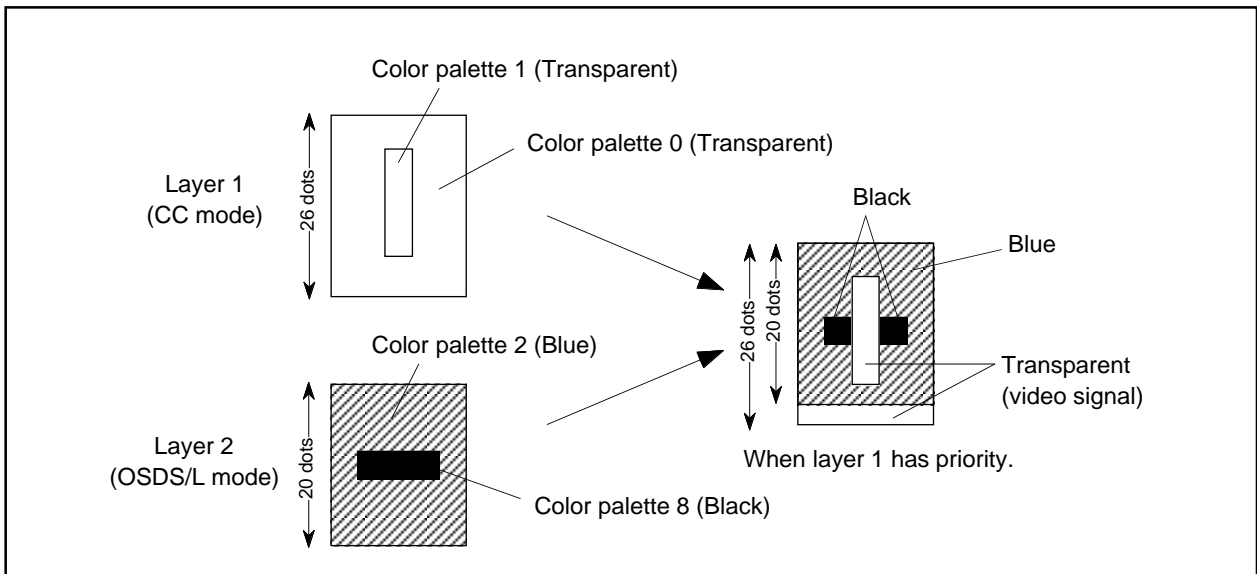 Color palette 1 (Transparent)
Color palette 0 (Transparent)
Layer 1
(CC mode)
26 dots
Color palette 2 (Blue)
Layer 2
(OSDS/L mode)
20 dots
Color palette 8 (Black)
Black
Blue
26 dots
20 dots
Transparent
(video signal)
When layer 1 has priority.